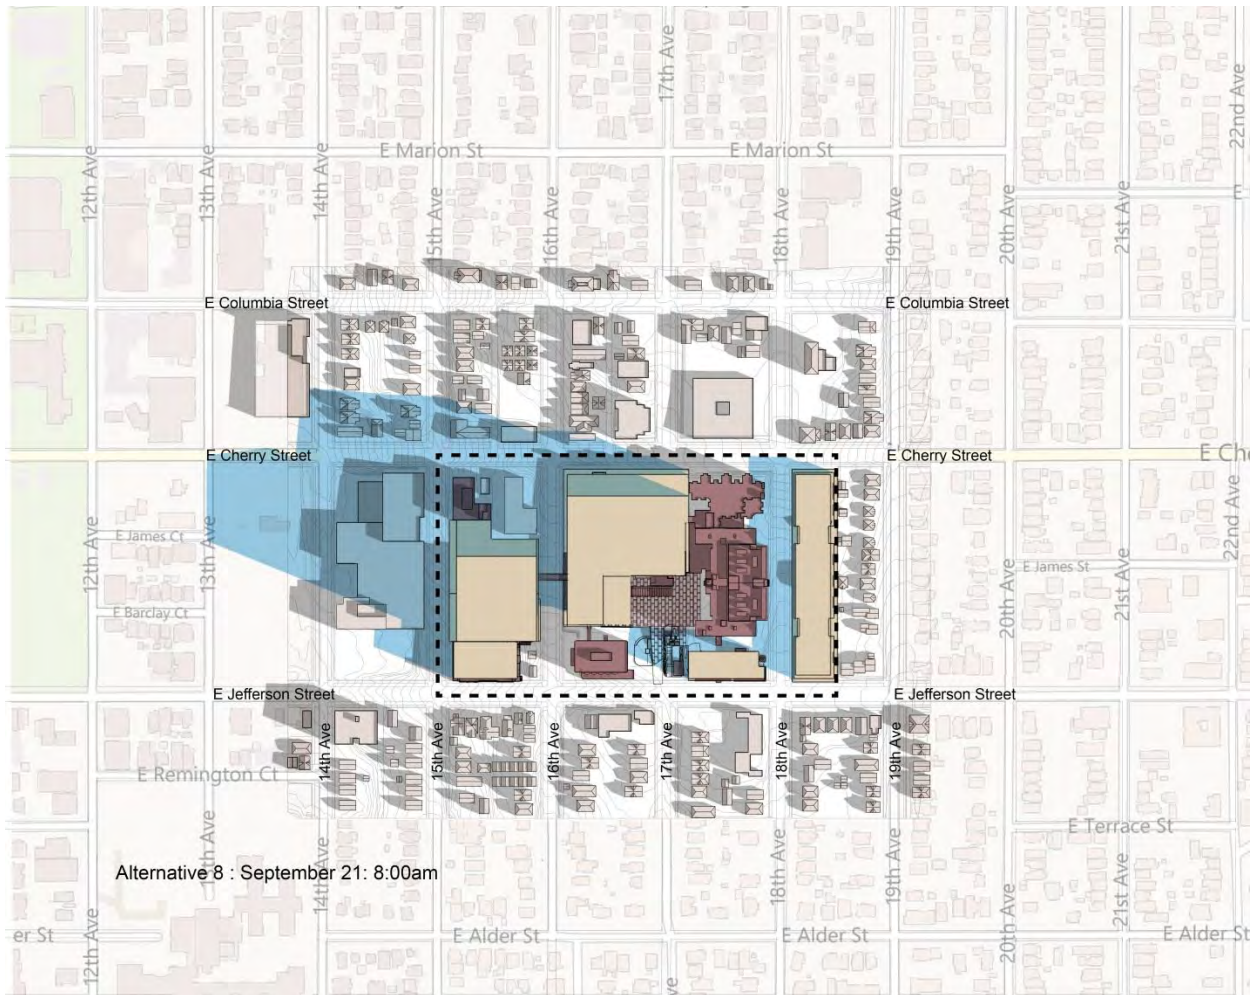 17th Ave
22nd Ave
E Marion St
E Marion St
12th Ave
13th Ave
14th Ave
15th Ave
16th Ave
18th Ave
19th Ave
20th Ave
21st Ave
E
E Columbia Street
E Columbia Street
E Cherry Street
E Cherry Street
E Che
E James Ct
12th Ave
13th Ave
E James St
22nd Ave
E Barclay Ct
20th Ave
21st Ave
E Jefferson Street
E Jefferson Street
14th Ave
15th Ave
16th Ave
17th Ave
18th Ave
19th Ave
E Remington Ct
E Terrace St
Alternative 8 : September 21: 8:00am
14th Ave
18th Ave
19th Ave
21st Ave
er St
12th Ave
E Alder St
E Alder St
20th Ave
E Alder St
ve